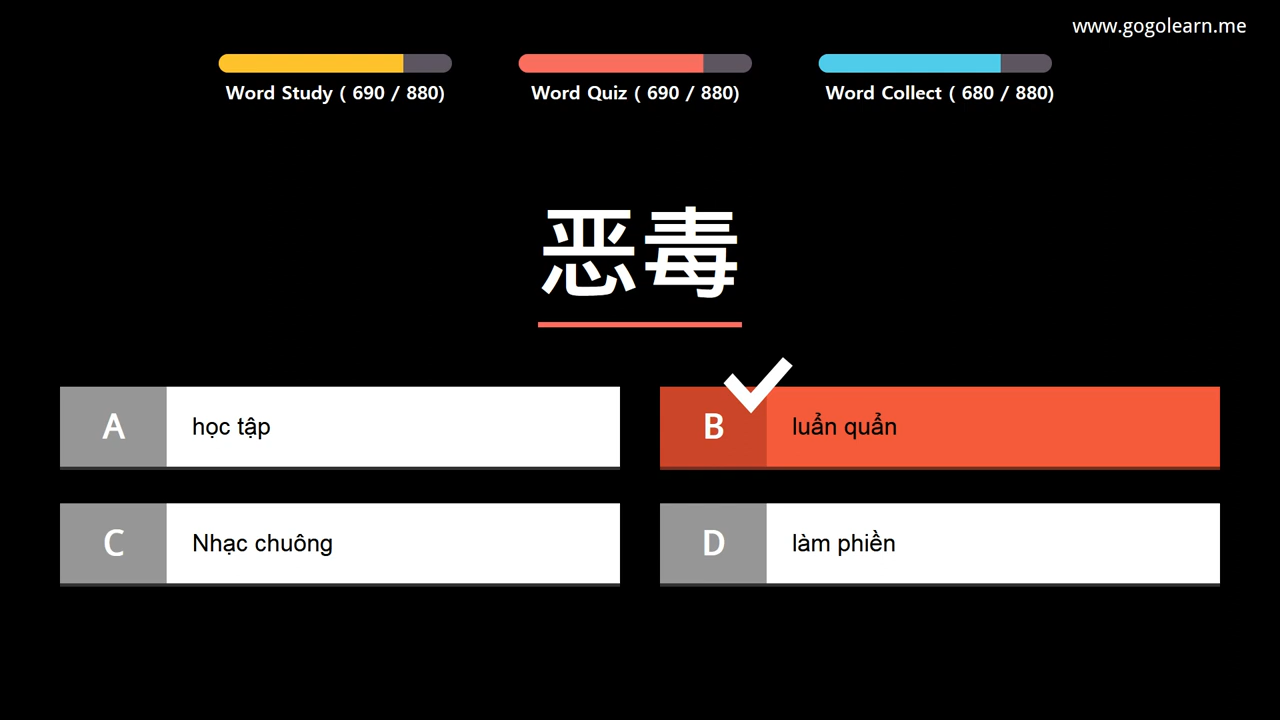 www.gogolearn.me
Word Study ( 690 / 880)
Word Quiz ( 690 / 880)
Word Collect ( 680 / 880)
恶毒
A học tập
B luẩn quẩn
C Nhạc chuông
D làm phiền